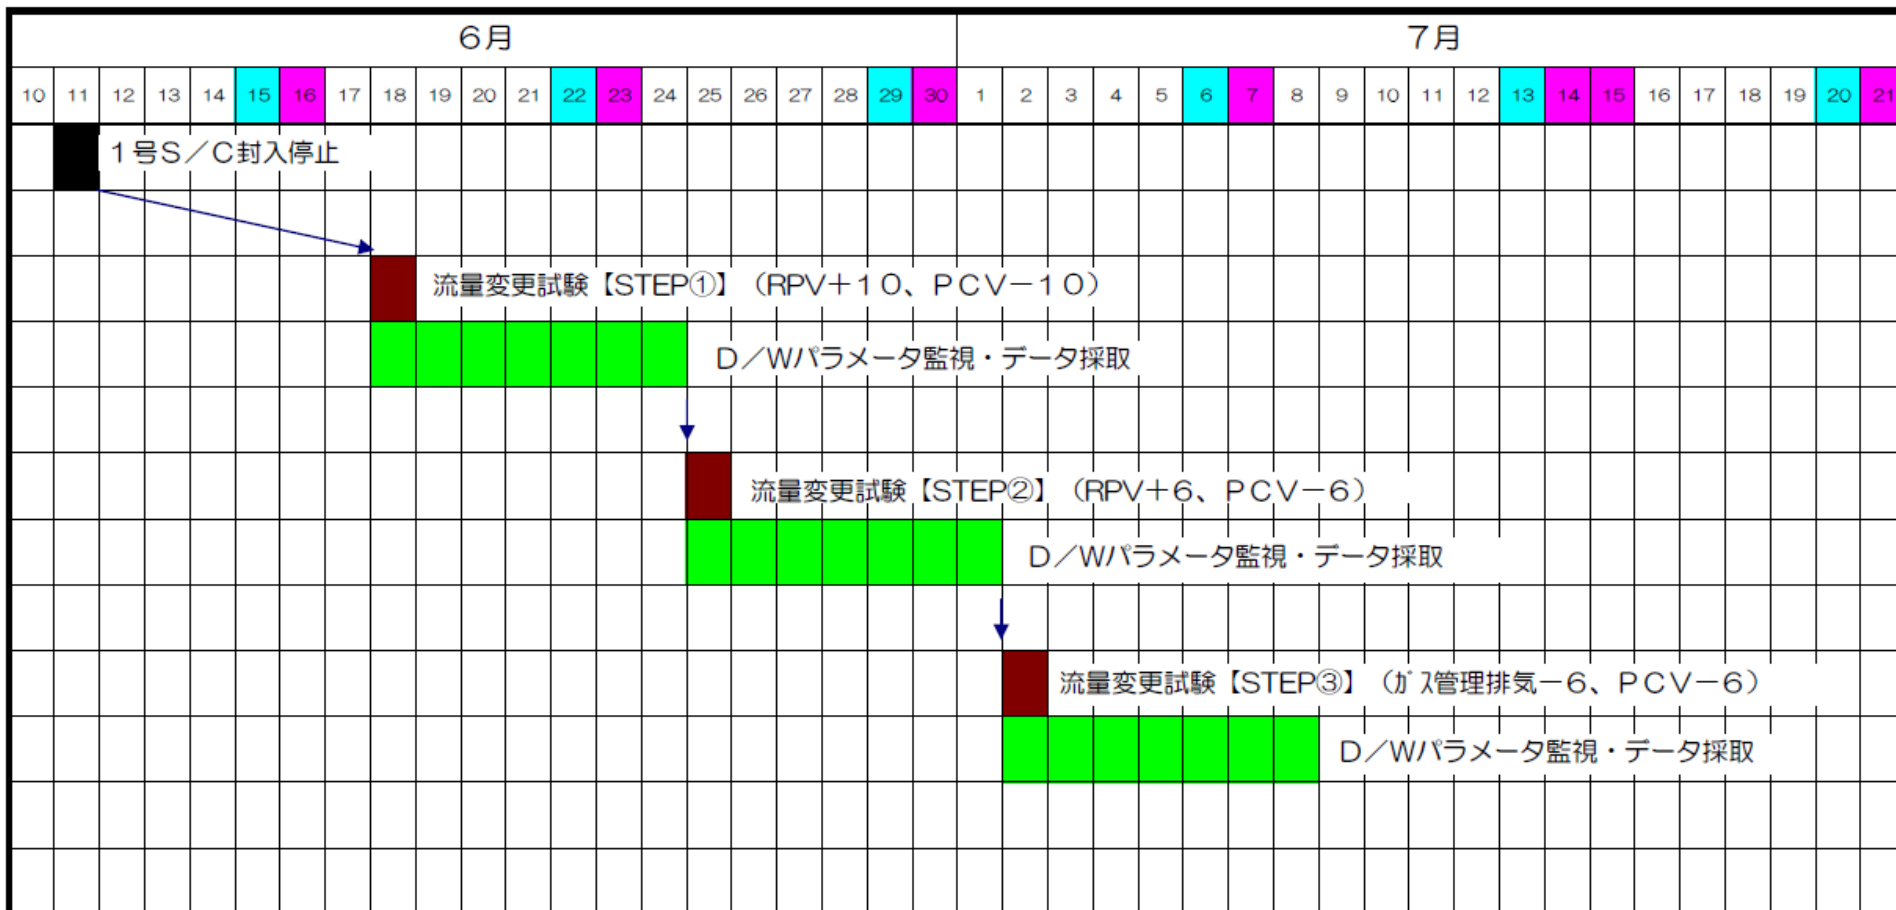 6月 7月
10 11 12 13 14 15 16 17 18 19 20 21 22 23 24 25 26 27 28 29 30 1 2 3 4 5 6 7 8 9 10 11 12 13 14 15 16 17 18 19 20 21
1号S／C封入停止
流量変更試験【STEP①】（RPV＋10、PCV－10）
D／Wパラメータ監視・データ採取
流量変更試験【STEP②】（RPV＋6、PCV－6）
D／Wパラメータ監視・データ採取
流量変更試験【STEP③】（ｶﾞｽ管理排気－6、PCV－6）
D／Wパラメータ監視・データ採取